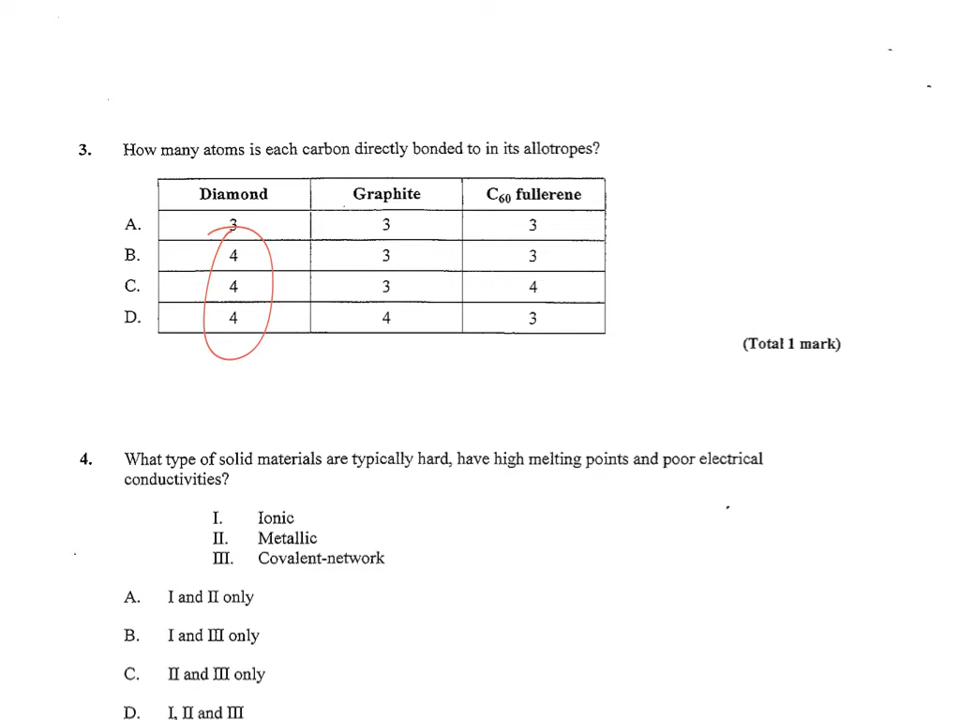 3. How many atoms is each carbon directly bonded to in its allotropes?
Diamond Graphite C60 fullerene
A. 3 3 3
B. 4 3 3
C. 4 3 4
D. 4 4 3
(Total 1 mark)
4. What type of solid materials are typically hard, have high melting points and poor electrical
conductivities?
I. Ionic
II. Metallic
III. Covalent-network
A. I and II only
B. I and III only
C. II and III only
D. I, II and III